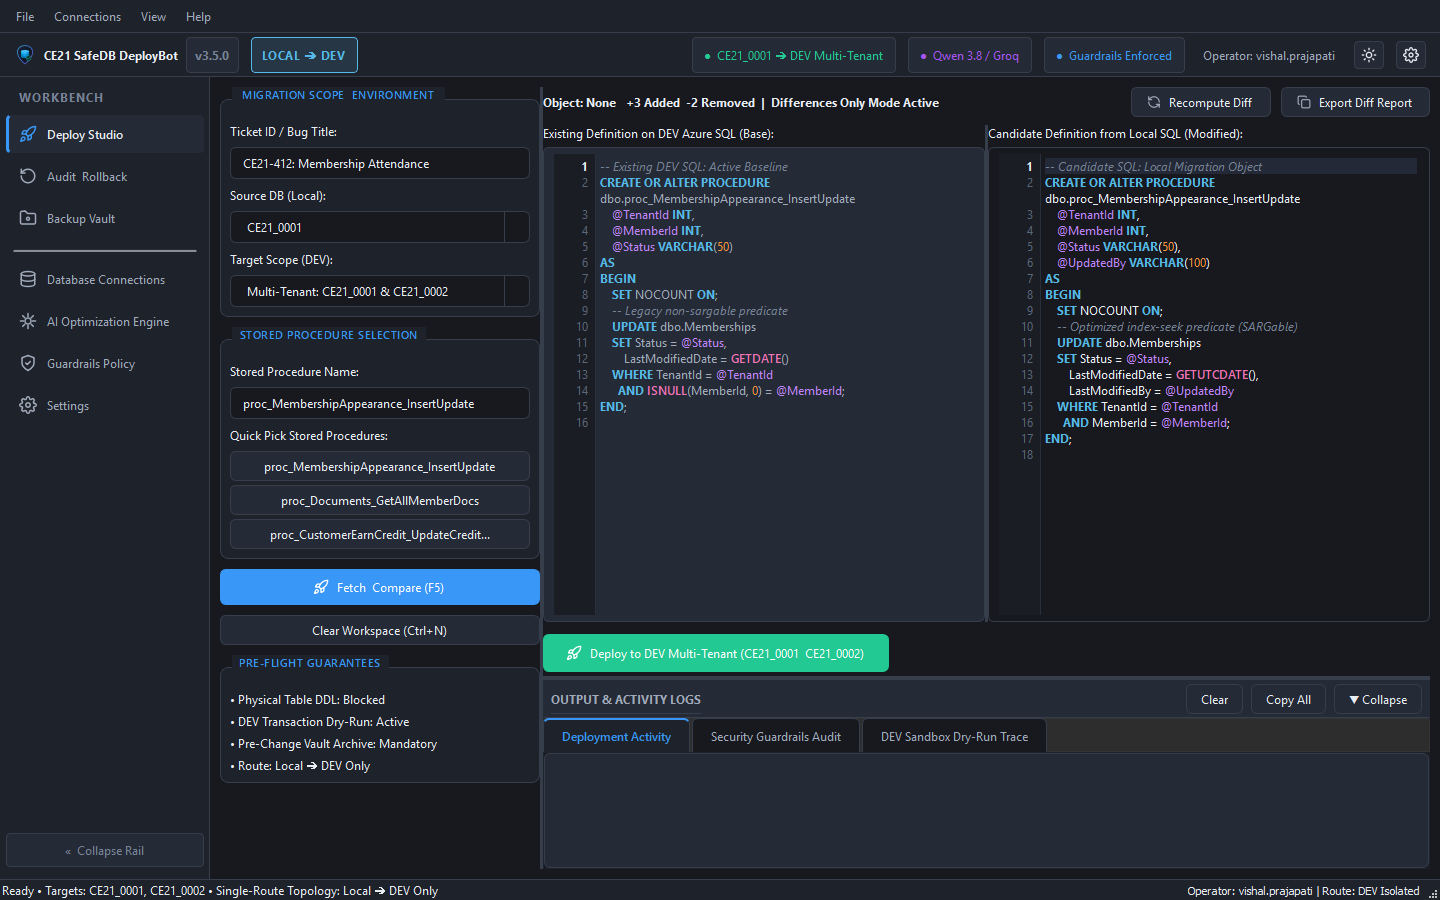 File Connections View Help
CE21 SafeDB DeployBot v3.5.0 LOCAL ➔ DEV ● CE21_0001 ➔ DEV Multi-Tenant ● Qwen 3.8 / Groq ● Guardrails Enforced Operator: vishal.prajapati
WORKBENCH
Deploy Studio
Audit Rollback
Backup Vault
Database Connections
AI Optimization Engine
Guardrails Policy
Settings
« Collapse Rail
MIGRATION SCOPE ENVIRONMENT
Ticket ID / Bug Title:
CE21-412: Membership Attendance
Source DB (Local):
CE21_0001
Target Scope (DEV):
Multi-Tenant: CE21_0001 & CE21_0002
STORED PROCEDURE SELECTION
Stored Procedure Name:
proc_MembershipAppearance_InsertUpdate
Quick Pick Stored Procedures:
proc_MembershipAppearance_InsertUpdate
proc_Documents_GetAllMemberDocs
proc_CustomerEarnCredit_UpdateCredit...
Fetch Compare (F5)
Clear Workspace (Ctrl+N)
PRE-FLIGHT GUARANTEES
• Physical Table DDL: Blocked
• DEV Transaction Dry-Run: Active
• Pre-Change Vault Archive: Mandatory
• Route: Local ➔ DEV Only
Object: None +3 Added -2 Removed | Differences Only Mode Active
Recompute Diff Export Diff Report
Existing Definition on DEV Azure SQL (Base):
1 -- Existing DEV SQL: Active Baseline
2 CREATE OR ALTER PROCEDURE
dbo.proc_MembershipAppearance_InsertUpdate
3 @TenantId INT,
4 @MemberId INT,
5 @Status VARCHAR(50)
6 AS
7 BEGIN
8 SET NOCOUNT ON;
9 -- Legacy non-sargable predicate
10 UPDATE dbo.Memberships
11 SET Status = @Status,
12 LastModifiedDate = GETDATE()
13 WHERE TenantId = @TenantId
14 AND ISNULL(MemberId, 0) = @MemberId;
15 END;
16
Candidate Definition from Local SQL (Modified):
1 -- Candidate SQL: Local Migration Object
2 CREATE OR ALTER PROCEDURE
dbo.proc_MembershipAppearance_InsertUpdate
3 @TenantId INT,
4 @MemberId INT,
5 @Status VARCHAR(50),
6 @UpdatedBy VARCHAR(100)
7 AS
8 BEGIN
9 SET NOCOUNT ON;
10 -- Optimized index-seek predicate (SARGable)
11 UPDATE dbo.Memberships
12 SET Status = @Status,
13 LastModifiedDate = GETUTCDATE(),
14 LastModifiedBy = @UpdatedBy
15 WHERE TenantId = @TenantId
16 AND MemberId = @MemberId;
17 END;
18
Deploy to DEV Multi-Tenant (CE21_0001 CE21_0002)
OUTPUT & ACTIVITY LOGS Clear Copy All ▼ Collapse
Deployment Activity Security Guardrails Audit DEV Sandbox Dry-Run Trace
Ready • Targets: CE21_0001, CE21_0002 • Single-Route Topology: Local ➔ DEV Only Operator: vishal.prajapati | Route: DEV Isolated